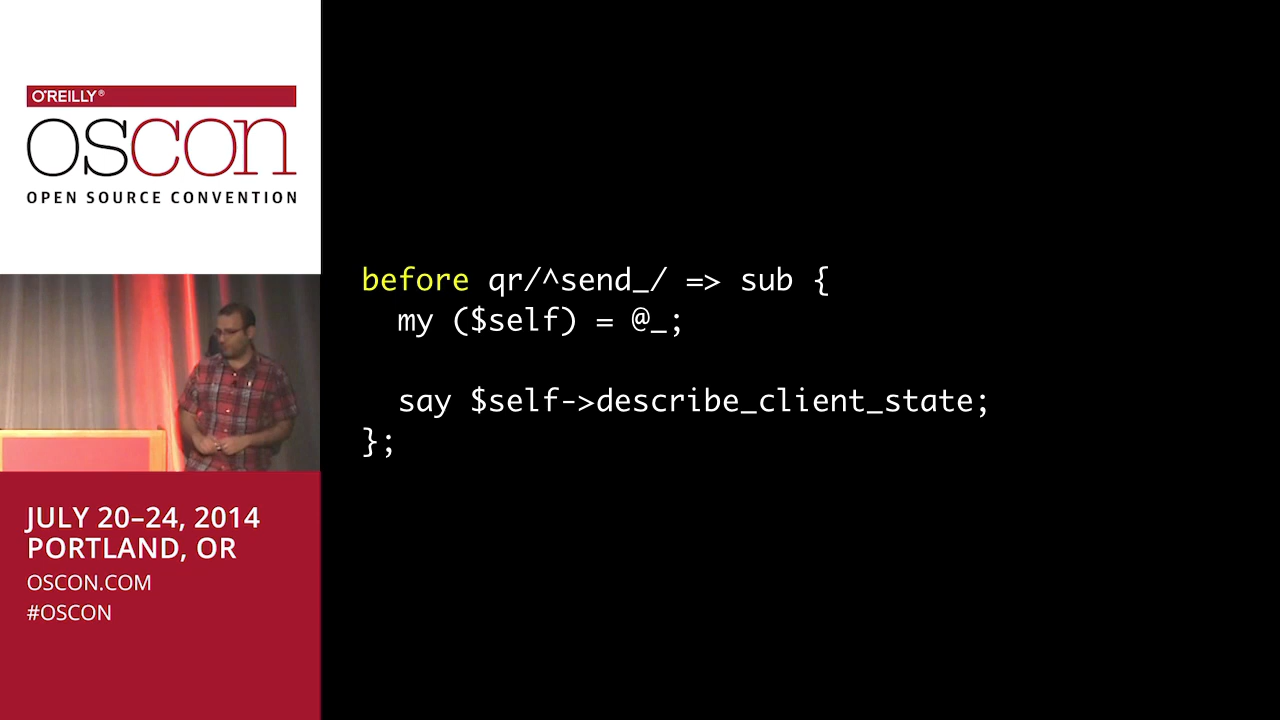 O'REILLY®
OSCON
OPEN SOURCE CONVENTION
before qr/^send_/ => sub {
  my ($self) = @_;
  say $self->describe_client_state;
};
JULY 20–24, 2014
PORTLAND, OR
OSCON.COM
#OSCON